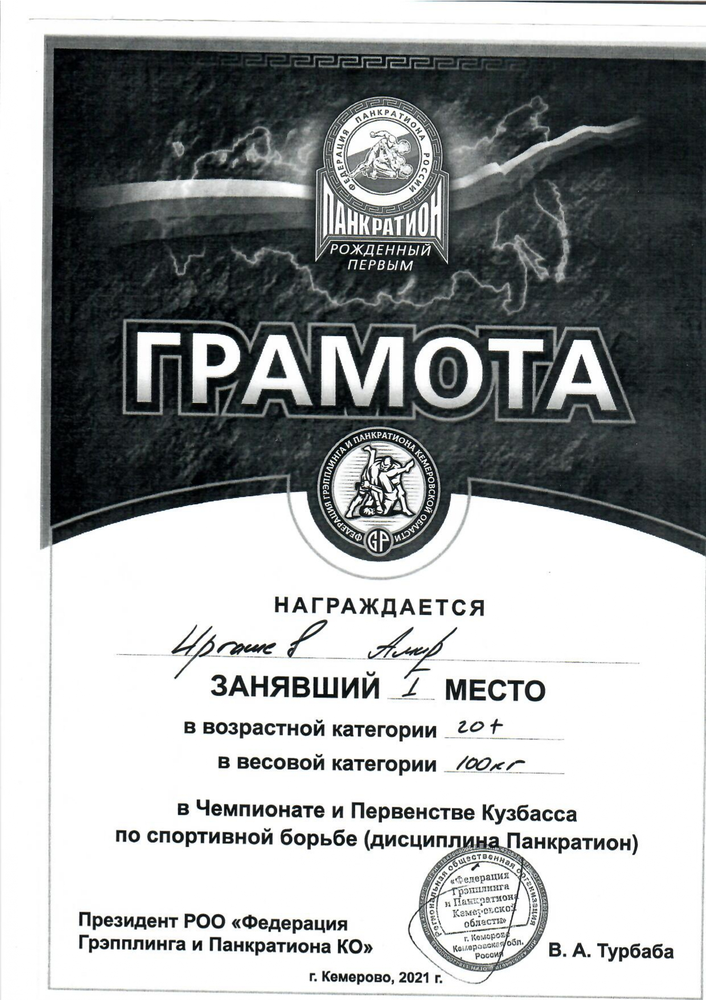 ФЕДЕРАЦИЯ ПАНКРАТИОНА РОССИИ
ПАНКРАТИОН
РОЖДЕННЫЙ
ПЕРВЫМ
ГРАМОТА
ФЕДЕРАЦИЯ ГРЭППЛИНГА И ПАНКРАТИОНА КЕМЕРОВСКОЙ ОБЛАСТИ
GP
НАГРАЖДАЕТСЯ
Иргашев Амир
ЗАНЯВШИЙ I МЕСТО
в возрастной категории 20+
в весовой категории 100кг
в Чемпионате и Первенстве Кузбасса
по спортивной борьбе (дисциплина Панкратион)
Региональная общественная организация
«Федерация
Грэпплинга
и Панкратиона
Кемеровской
области»
г. Кемерово
Кемеровская обл.
Россия
Президент РОО «Федерация
Грэпплинга и Панкратиона КО»
В. А. Турбаба
г. Кемерово, 2021 г.